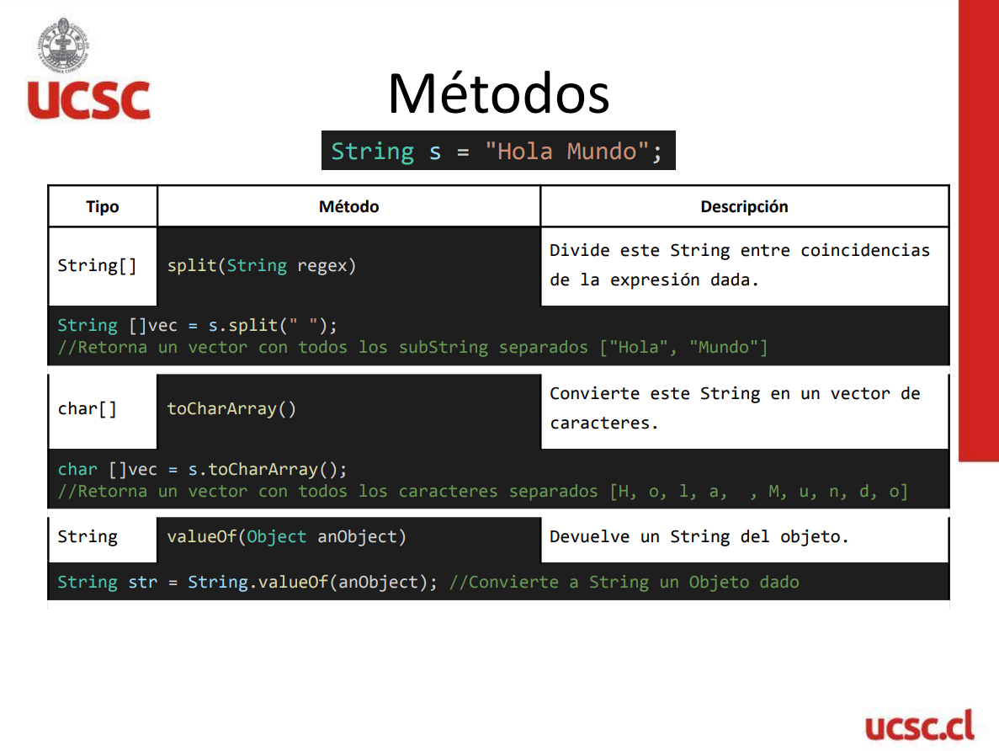 UCSC
Métodos
String s = "Hola Mundo";
Tipo Método Descripción
String[] split(String regex) Divide este String entre coincidencias
de la expresión dada.
String []vec = s.split(" ");
//Retorna un vector con todos los subString separados ["Hola", "Mundo"]
char[] toCharArray() Convierte este String en un vector de
caracteres.
char []vec = s.toCharArray();
//Retorna un vector con todos los caracteres separados [H, o, l, a,  , M, u, n, d, o]
String valueOf(Object anObject) Devuelve un String del objeto.
String str = String.valueOf(anObject); //Convierte a String un Objeto dado
ucsc.cl